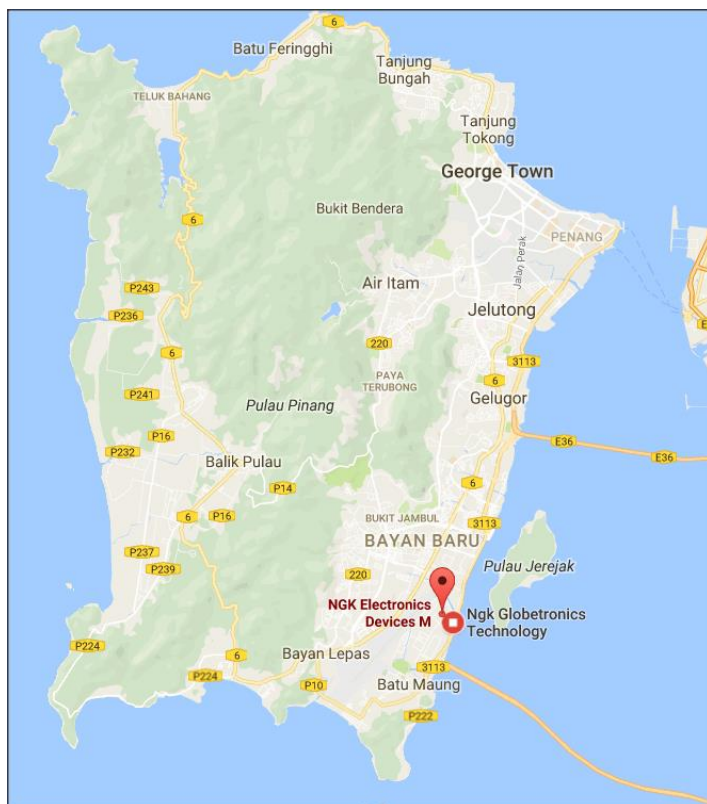 6
Batu Feringghi
Tanjung
Bungah
TELUK BAHANG
Tanjung
Tokong
George Town
Bukit Bendera
6
PENANG
Jalan Perak
Air Itam
P243
P236
Jelutong
E
220
6
3113
PAYA
TERUBONG
6
P241
Gelugor
Pulau Pinang
P16
E36
P232
Balik Pulau
E36
P14
6
6
P16
BUKIT JAMBUL
3113
BAYAN BARU
P237
P239
220
Pulau Jerejak
NGK Electronics
Devices M
Ngk Globetronics
Technology
P224
6
Bayan Lepas
P224
P10
3113
Batu Maung
P222